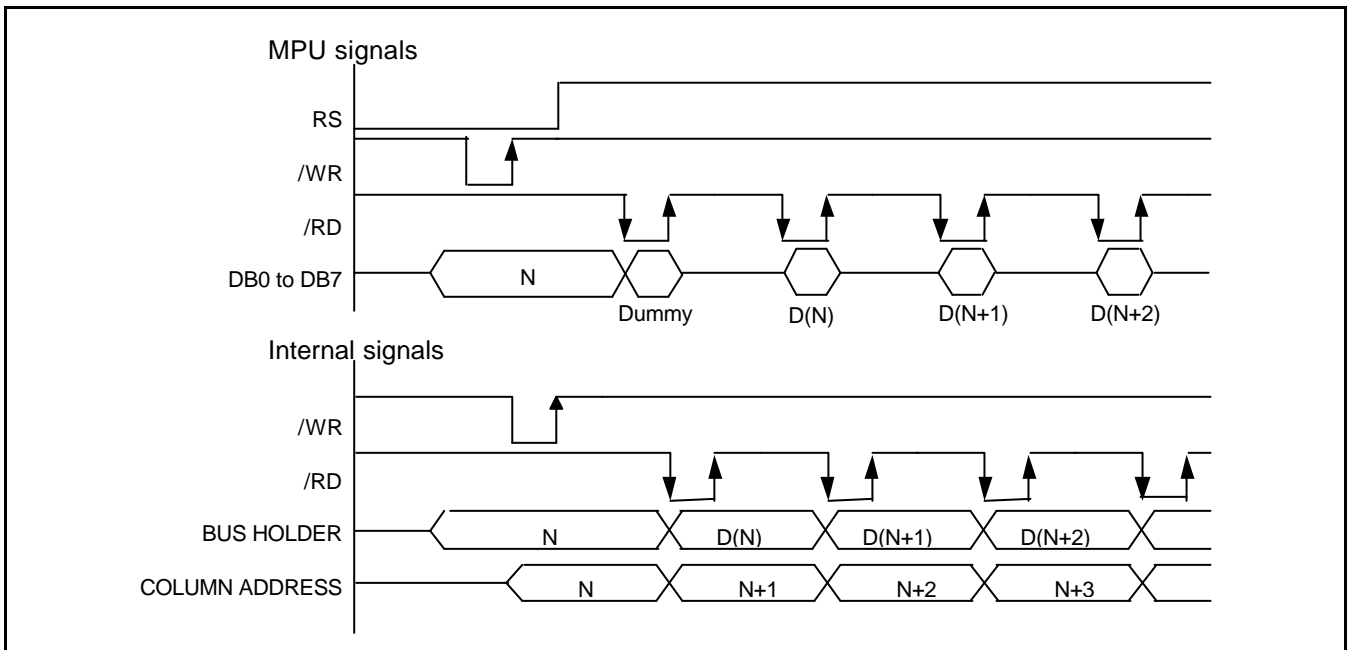 MPU signals
RS
/WR
/RD
DB0 to DB7
N
Dummy
D(N)
D(N+1)
D(N+2)
Internal signals
/WR
/RD
BUS HOLDER
N
D(N)
D(N+1)
D(N+2)
COLUMN ADDRESS
N
N+1
N+2
N+3